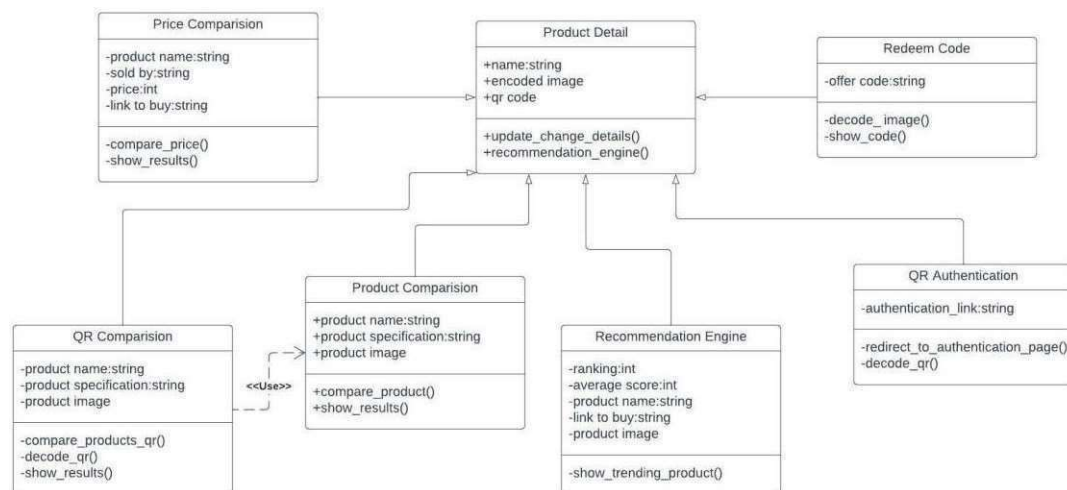 Price Comparision
-product name:string
-sold by:string
-price:int
-link to buy:string
-compare_price()
-show_results()
Product Detail
+name:string
+encoded image
+qr code
+update_change_details()
+recommendation_engine()
Redeem Code
-offer code:string
-decode_image()
-show_code()
QR Comparision
-product name:string
-product specification:string
-product image
-compare_products_qr()
-decode_qr()
-show_results()
<<Use>>
Product Comparision
+product name:string
+product specification:string
+product image
+compare_product()
+show_results()
Recommendation Engine
-ranking:int
-average score:int
-product name:string
-link to buy:string
-product image
-show_trending_product()
QR Authentication
-authentication_link:string
-redirect_to_authentication_page()
-decode_qr()